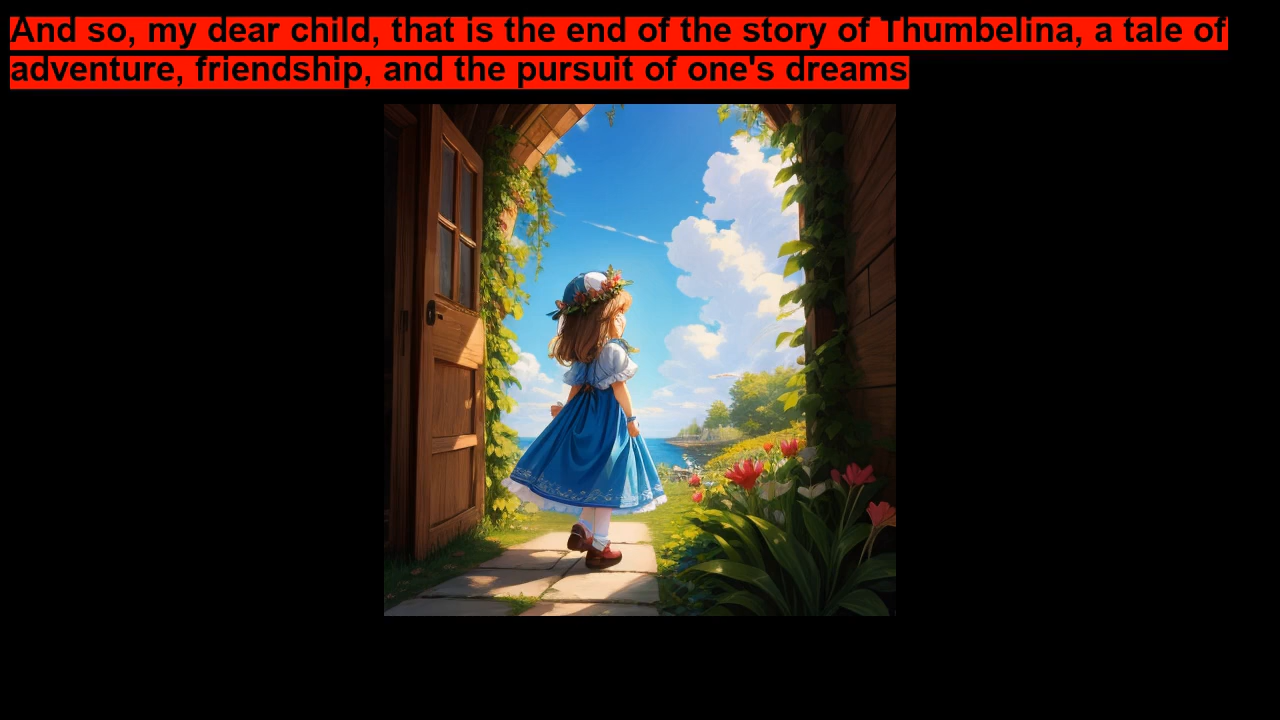 And so, my dear child, that is the end of the story of Thumbelina, a tale of
adventure, friendship, and the pursuit of one's dreams